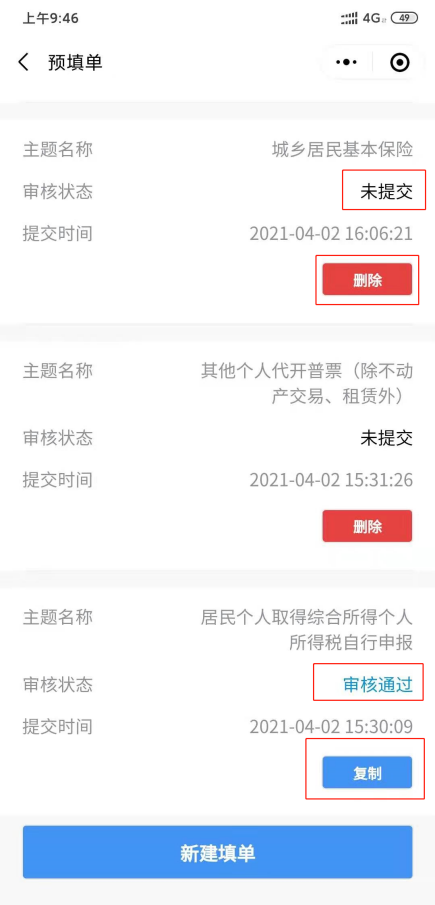 上午9:46
4G 49
预填单
主题名称 城乡居民基本保险
审核状态 未提交
提交时间 2021-04-02 16:06:21
删除
主题名称 其他个人代开普票（除不动
产交易、租赁外）
审核状态 未提交
提交时间 2021-04-02 15:31:26
删除
主题名称 居民个人取得综合所得个人
所得税自行申报
审核状态 审核通过
提交时间 2021-04-02 15:30:09
复制
新建填单